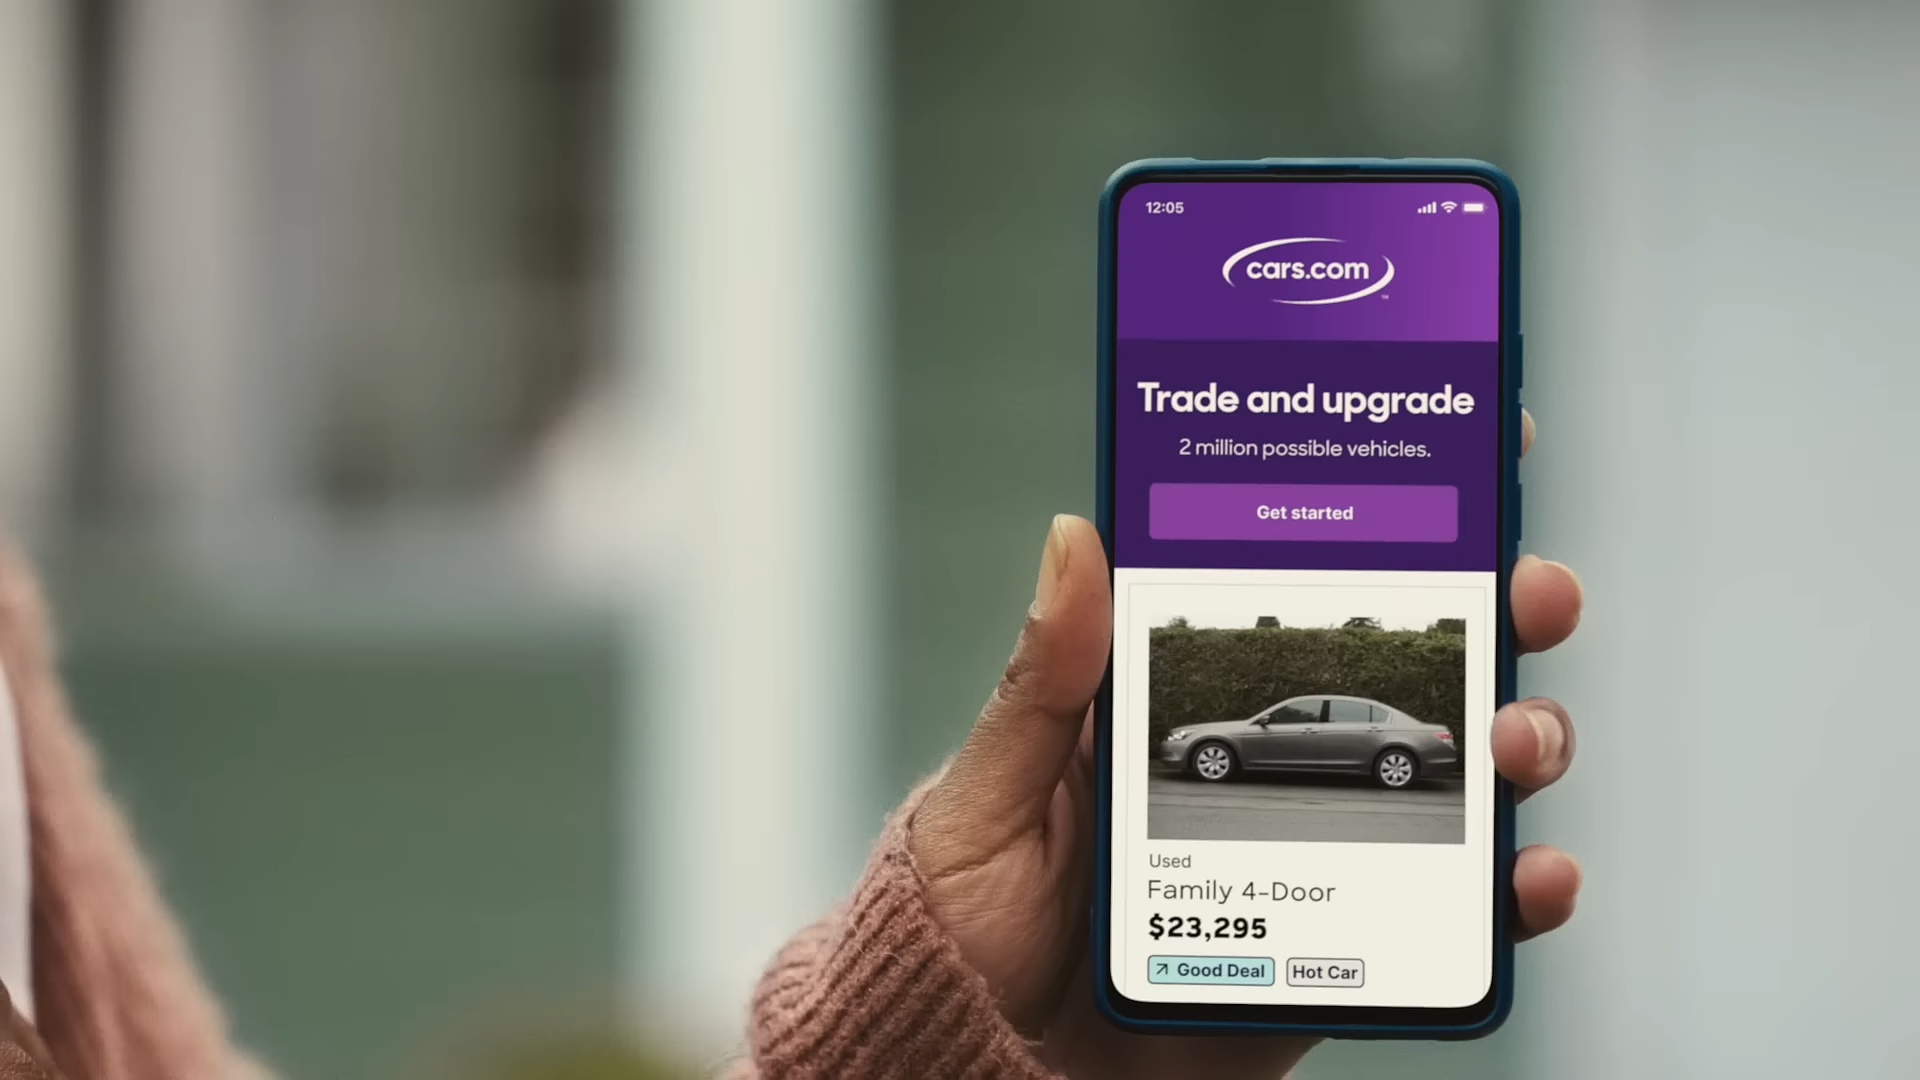 12:05
cars.com
Trade and upgrade
2 million possible vehicles.
Get started
Used
Family 4-Door
$23,295
Good Deal
Hot Car